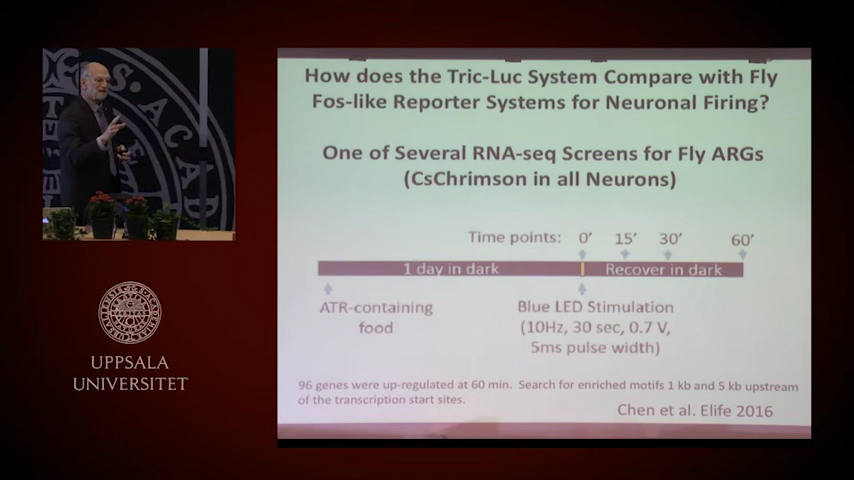 How does the Tric-Luc System Compare with Fly
Fos-like Reporter Systems for Neuronal Firing?
One of Several RNA-seq Screens for Fly ARGs
(CsChrimson in all Neurons)
Time points: 0’ 15’ 30’ 60’
1 day in dark Recover in dark
ATR-containing
food
Blue LED Stimulation
(10Hz, 30 sec, 0.7 V,
5ms pulse width)
96 genes were up-regulated at 60 min. Search for enriched motifs 1 kb and 5 kb upstream
of the transcription start sites.
Chen et al. Elife 2016
S. ACAD
VERITAS
UPPSALA
UNIVERSITET